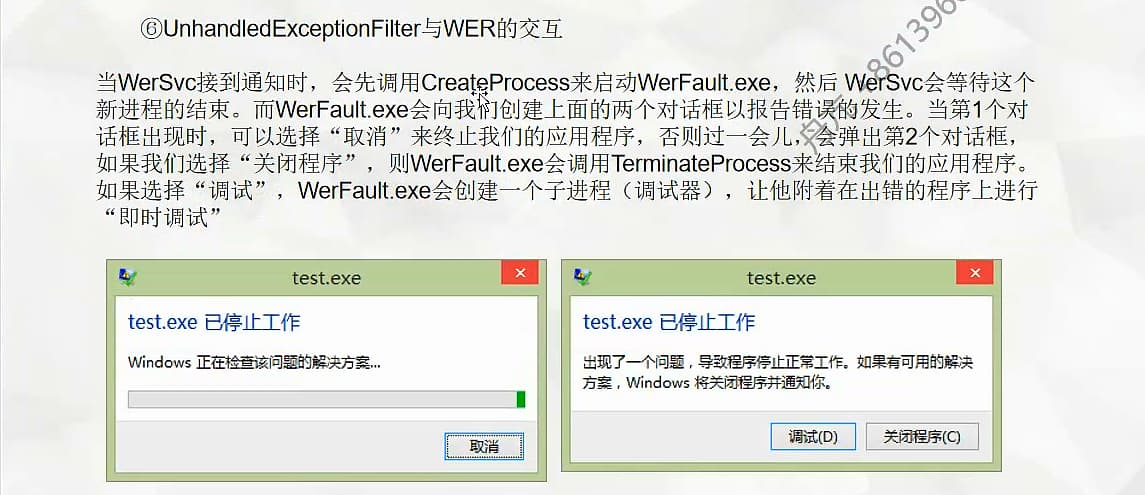 ⑥UnhandledExceptionFilter与WER的交互
当WerSvc接到通知时，会先调用CreateProcess来启动WerFault.exe，然后 WerSvc会等待这个
新进程的结束。而WerFault.exe会向我们创建上面的两个对话框以报告错误的发生。当第1个对
话框出现时，可以选择“取消”来终止我们的应用程序，否则过一会儿，会弹出第2个对话框，
如果我们选择“关闭程序”，则WerFault.exe会调用TerminateProcess来结束我们的应用程序。
如果选择“调试”，WerFault.exe会创建一个子进程（调试器），让他附着在出错的程序上进行
“即时调试”
test.exe
test.exe 已停止工作
Windows 正在检查该问题的解决方案...
取消
test.exe
test.exe 已停止工作
出现了一个问题，导致程序停止正常工作。如果有可用的解决
方案，Windows 将关闭程序并通知你。
调试(D)
关闭程序(C)